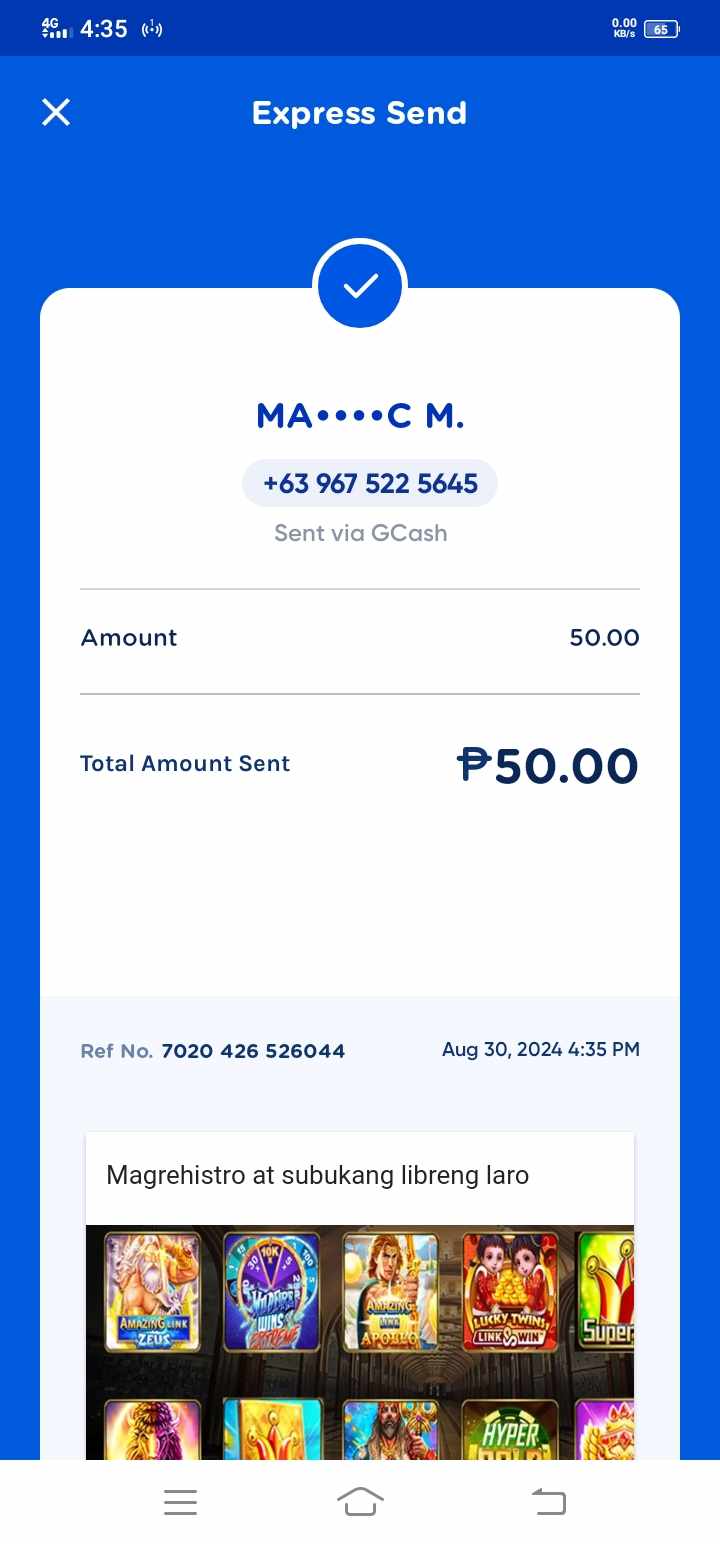 4G 4:35 0.00 KB/s 65
Express Send
MA••••C M.
+63 967 522 5645
Sent via GCash
Amount 50.00
Total Amount Sent ₱50.00
Ref No. 7020 426 526044 Aug 30, 2024 4:35 PM
Magrehistro at subukang libreng laro
AMAZING LINK ZEUS
10K WILDFIRE WINS EXTREME
AMAZING LINK APOLLO
LUCKY TWINS LINK & WIN
Super
HYPER GOLD